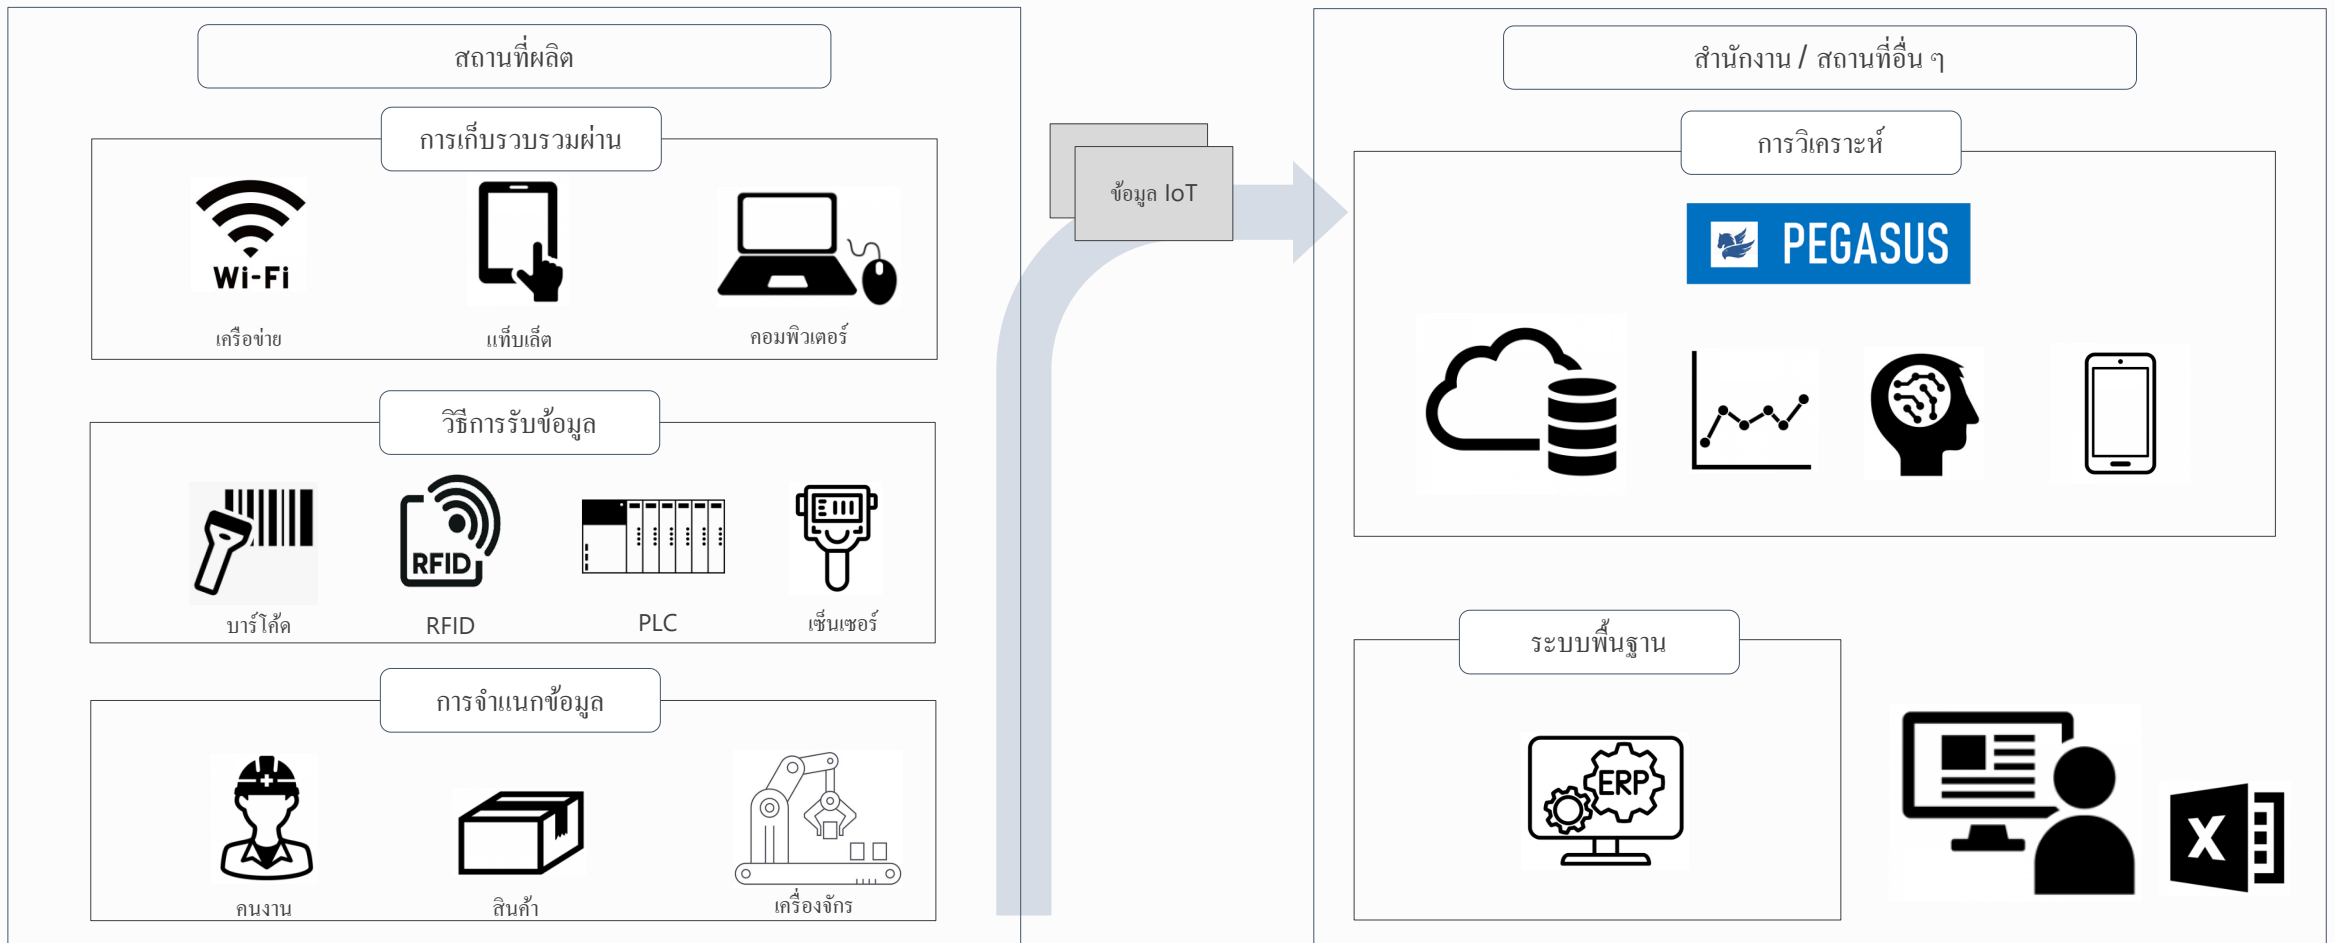 สถานที่ผลิต
การเก็บรวบรวมผ่าน
Wi-Fi
เครือข่าย
แท็บเล็ต
คอมพิวเตอร์
วิธีการรับข้อมูล
RFID
บาร์โค้ด
RFID
PLC
เซ็นเซอร์
การจำแนกข้อมูล
คนงาน
สินค้า
เครื่องจักร
ข้อมูล IoT
สำนักงาน / สถานที่อื่น ๆ
การวิเคราะห์
PEGASUS
ระบบพื้นฐาน
ERP
X